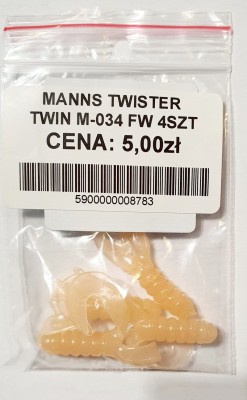 MANNS TWISTER
TWIN M-034 FW 4SZT
CENA: 5,00zł
5900000008783